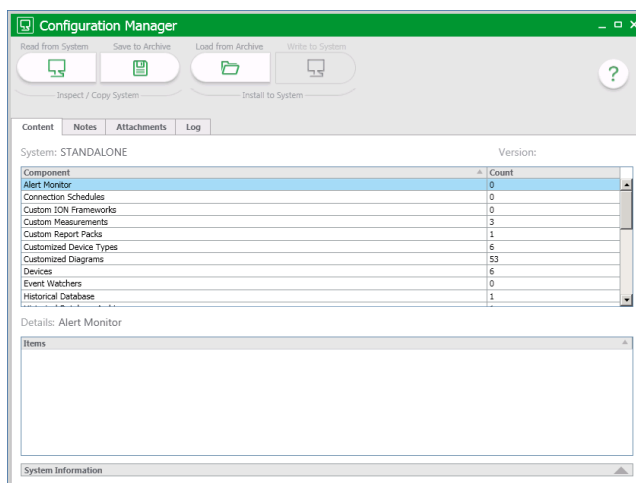 Configuration Manager
Read from System Save to Archive Load from Archive Write to System
Inspect / Copy System Install to System
?
Content Notes Attachments Log
System: STANDALONE Version:
Component Count
Alert Monitor 0
Connection Schedules 0
Custom ION Frameworks 0
Custom Measurements 3
Custom Report Packs 1
Customized Device Types 6
Customized Diagrams 53
Devices 6
Event Watchers 0
Historical Database 1
Details: Alert Monitor
Items
System Information